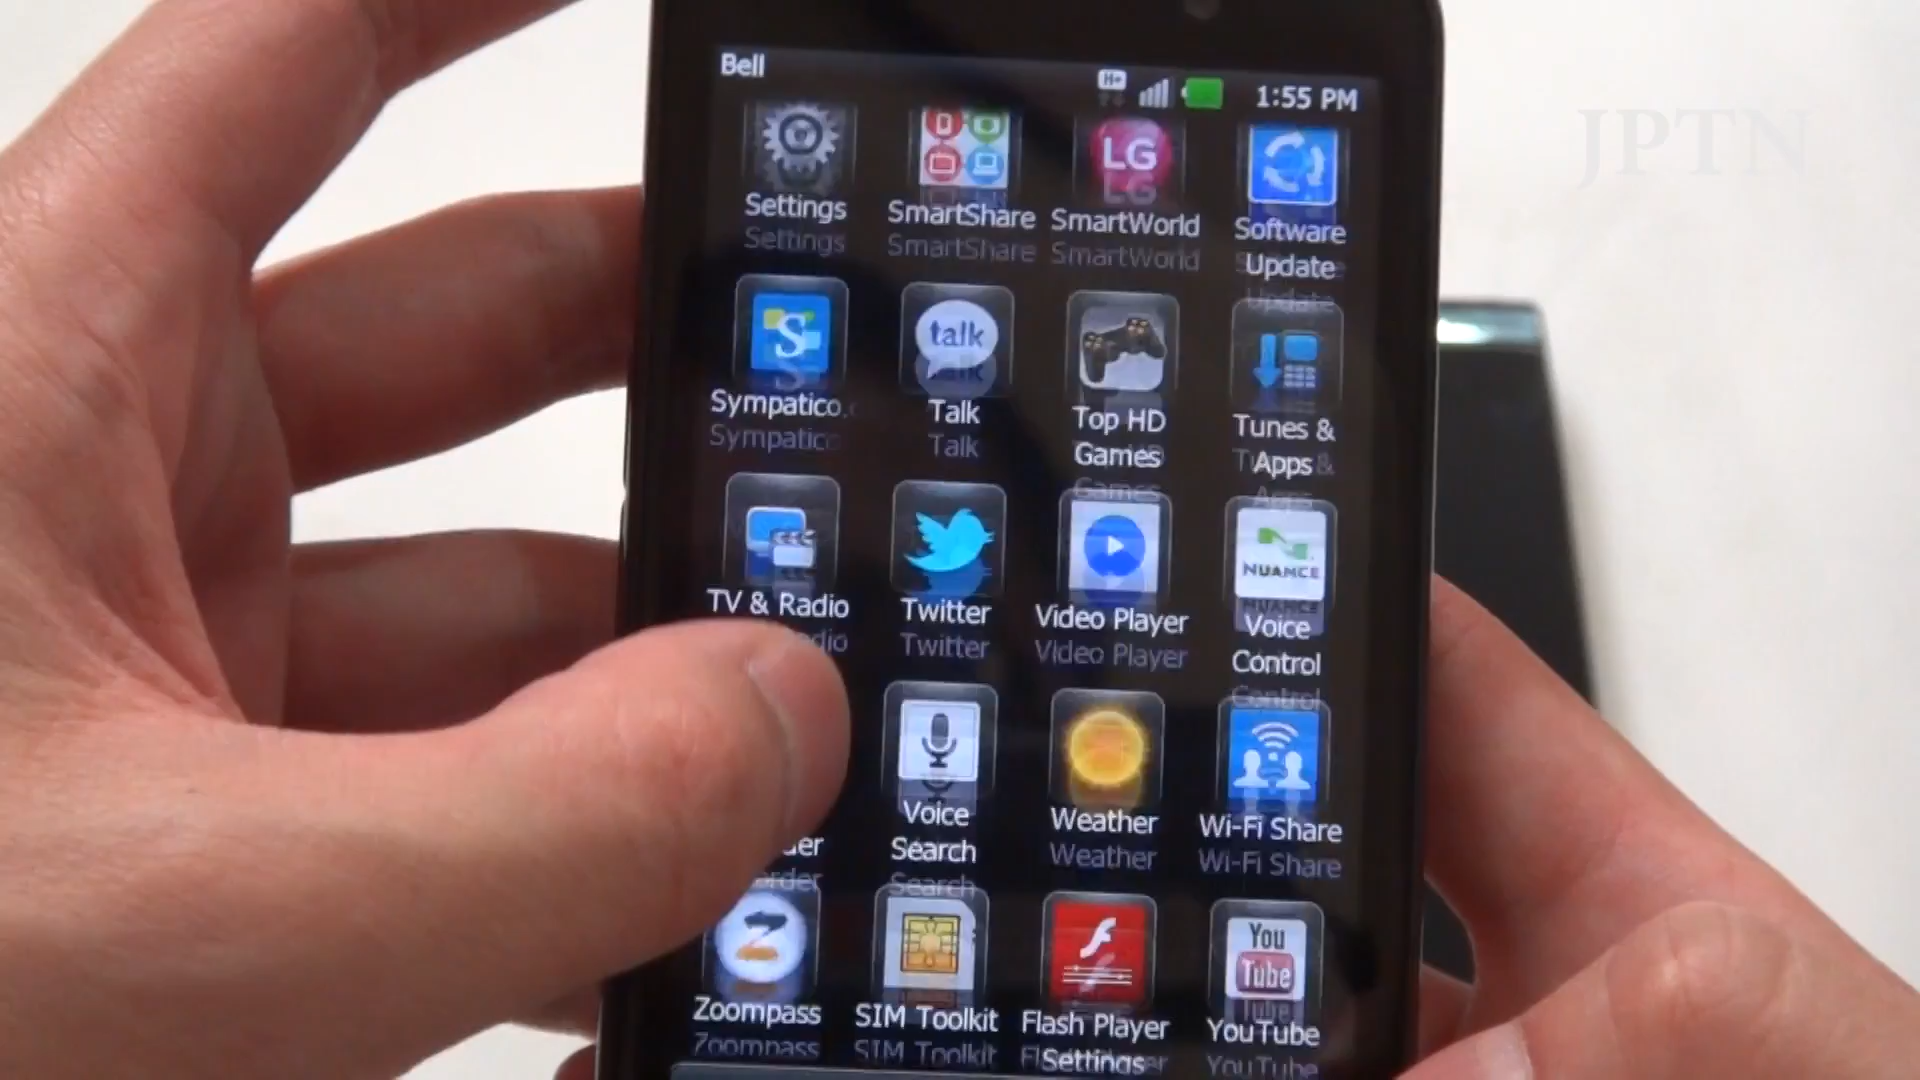 Bell
H+
1:55 PM
JPTN
LG
Settings
SmartShare
SmartWorld
Software
Update
S
talk
Sympatico.
Talk
Top HD
Games
Tunes &
Apps
NUANCE
TV & Radio
Twitter
Video Player
Voice
Control
Voice
Search
Weather
Wi-Fi Share
Z
You
Tube
Zoompass
SIM Toolkit
Flash Player
Settings
YouTube